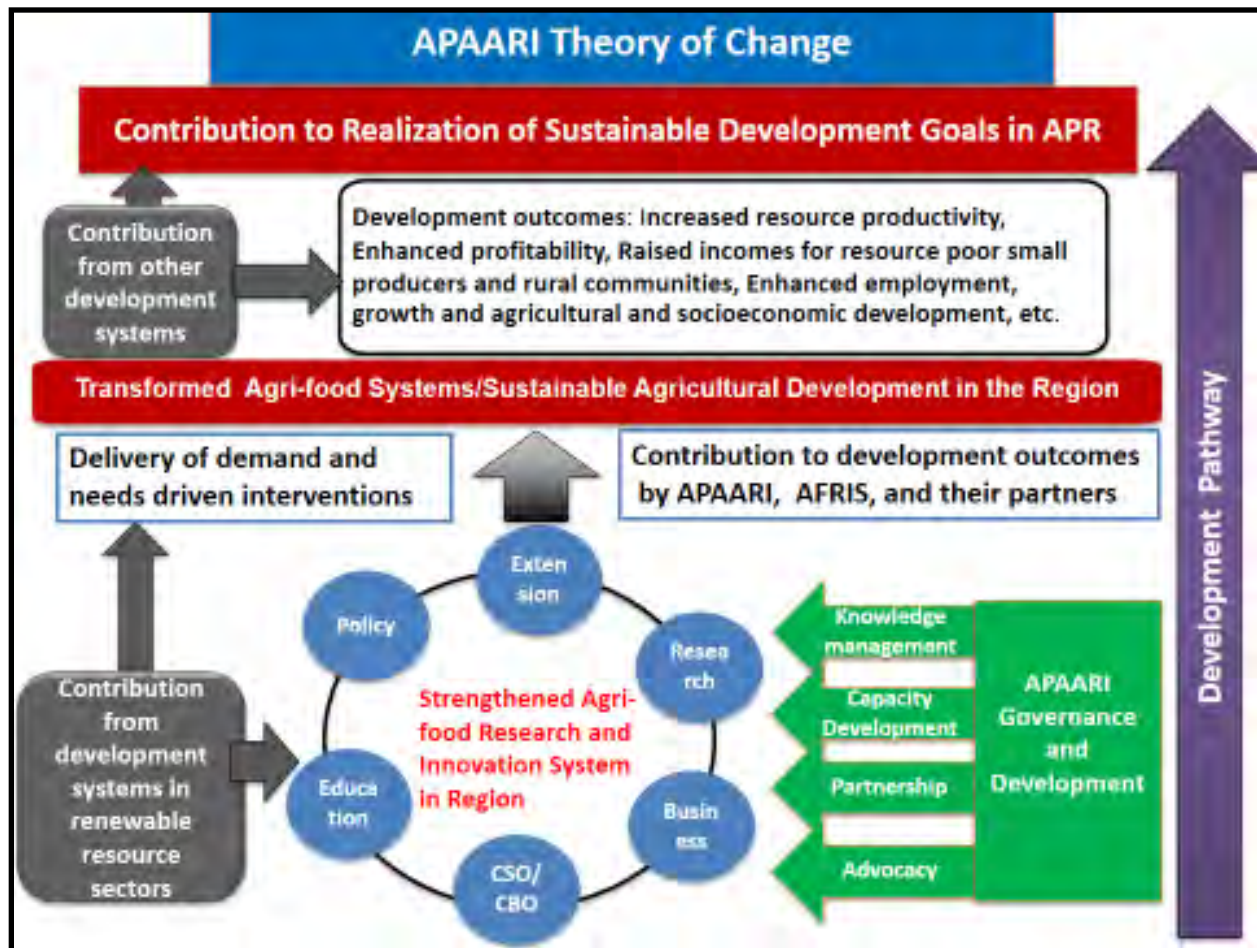 APAARI Theory of Change
Contribution to Realization of Sustainable Development Goals in APR
Contribution
from other
development
systems
Development outcomes: Increased resource productivity,
Enhanced profitability, Raised incomes for resource poor small
producers and rural communities, Enhanced employment,
growth and agricultural and socioeconomic development, etc.
Transformed Agri-food Systems/Sustainable Agricultural Development in the Region
Delivery of demand and
needs driven interventions
Contribution to development outcomes
by APAARI, AFRIS, and their partners
Contribution
from
development
systems in
renewable
resource
sectors
Exten
sion
Policy
Resea
rch
Educa
tion
Busin
ess
CSO/
CBO
Strengthened Agri-
food Research and
Innovation System
in Region
Knowledge
management
Capacity
Development
Partnership
Advocacy
APAARI
Governance
and
Development
Development Pathway